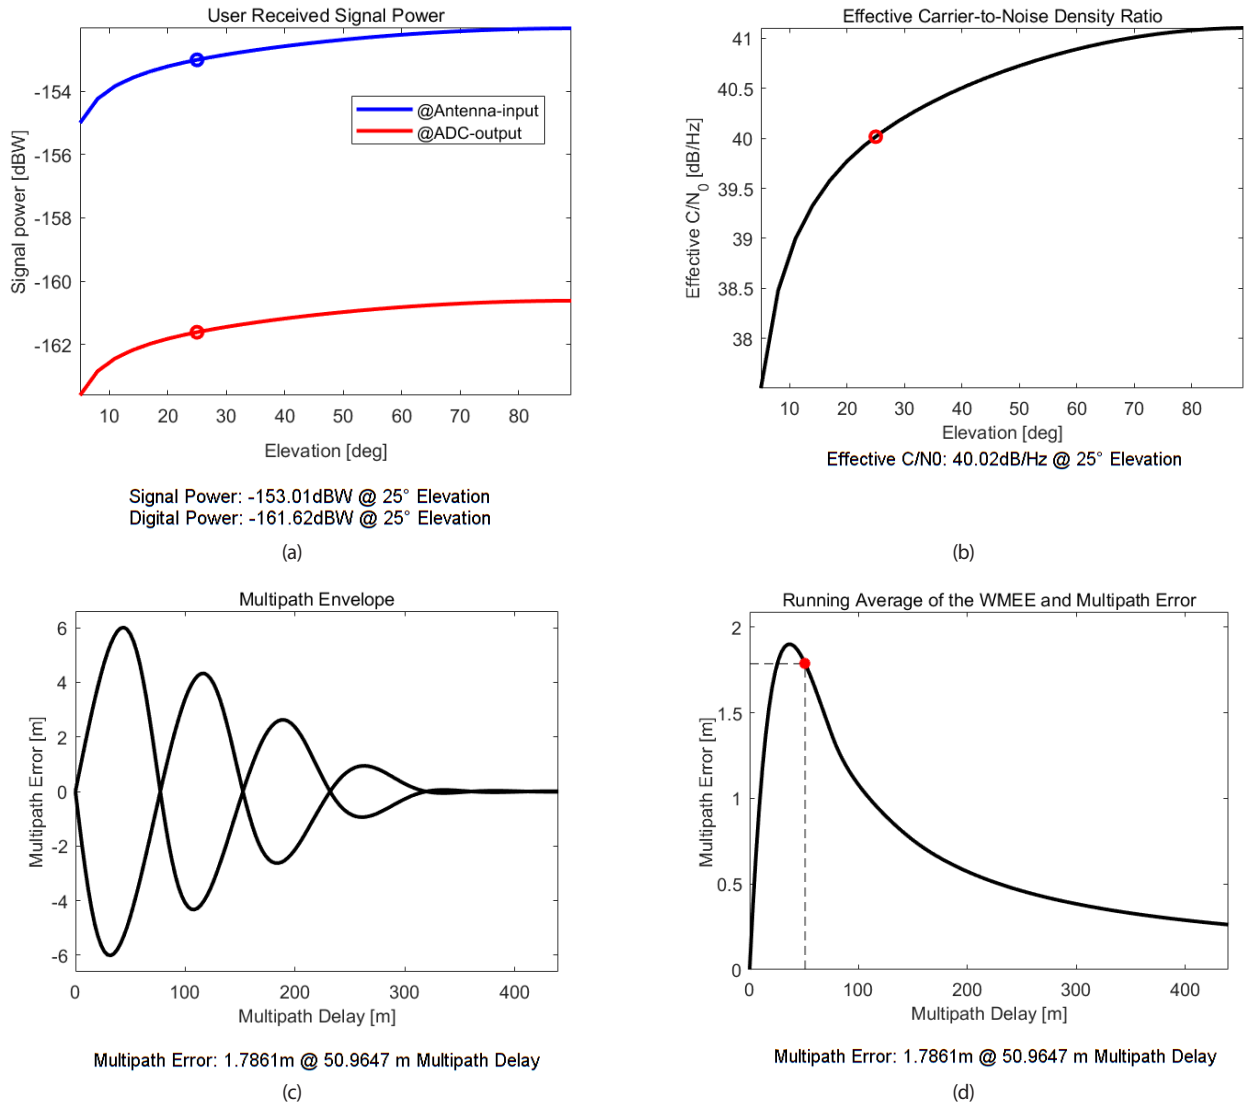 User Received Signal Power
Signal power [dBW]
-154
-156
-158
-160
-162
@Antenna-input
@ADC-output
10 20 30 40 50 60 70 80
Elevation [deg]
Signal Power: -153.01dBW @ 25° Elevation
Digital Power: -161.62dBW @ 25° Elevation
(a)
Effective Carrier-to-Noise Density Ratio
Effective C/N0 [dB/Hz]
41
40.5
40
39.5
39
38.5
38
10 20 30 40 50 60 70 80
Elevation [deg]
Effective C/N0: 40.02dB/Hz @ 25° Elevation
(b)
Multipath Envelope
Multipath Error [m]
6
4
2
0
-2
-4
-6
0 100 200 300 400
Multipath Delay [m]
Multipath Error: 1.7861m @ 50.9647 m Multipath Delay
(c)
Running Average of the WMEE and Multipath Error
Multipath Error [m]
2
1.5
1
0.5
0
0 100 200 300 400
Multipath Delay [m]
Multipath Error: 1.7861m @ 50.9647 m Multipath Delay
(d)